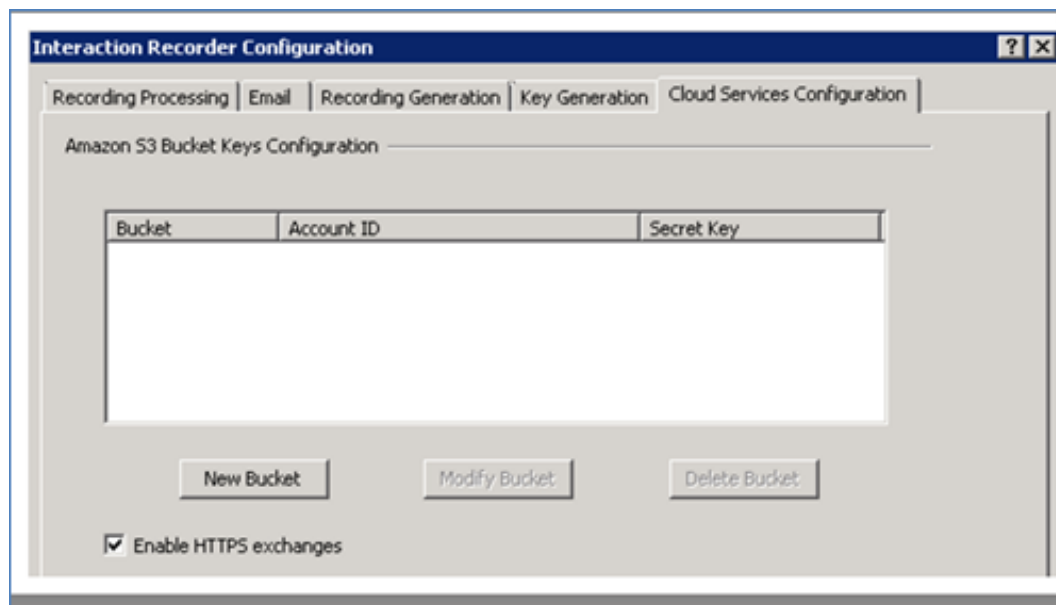 Interaction Recorder Configuration
Recording Processing Email Recording Generation Key Generation Cloud Services Configuration
Amazon S3 Bucket Keys Configuration
Bucket Account ID Secret Key
New Bucket Modify Bucket Delete Bucket
Enable HTTPS exchanges